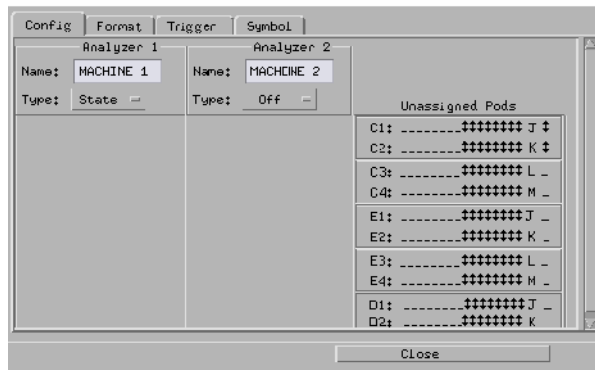 Config Format Trigger Symbol
Analyzer 1 Analyzer 2
Name: MACHINE 1 Name: MACHINE 2
Type: State Type: Off
Unassigned Pods
C1: ________↕↕↕↕↕↕↕↕ J ↕
C2: ________↕↕↕↕↕↕↕↕ K ↕
C3: ________↕↕↕↕↕↕↕↕ L _
C4: ________↕↕↕↕↕↕↕↕ M _
E1: ________↕↕↕↕↕↕↕↕ J _
E2: ________↕↕↕↕↕↕↕↕ K _
E3: ________↕↕↕↕↕↕↕↕ L _
E4: ________↕↕↕↕↕↕↕↕ M _
D1: ________↕↕↕↕↕↕↕↕ J _
D2: ________↕↕↕↕↕↕↕↕ K
Close